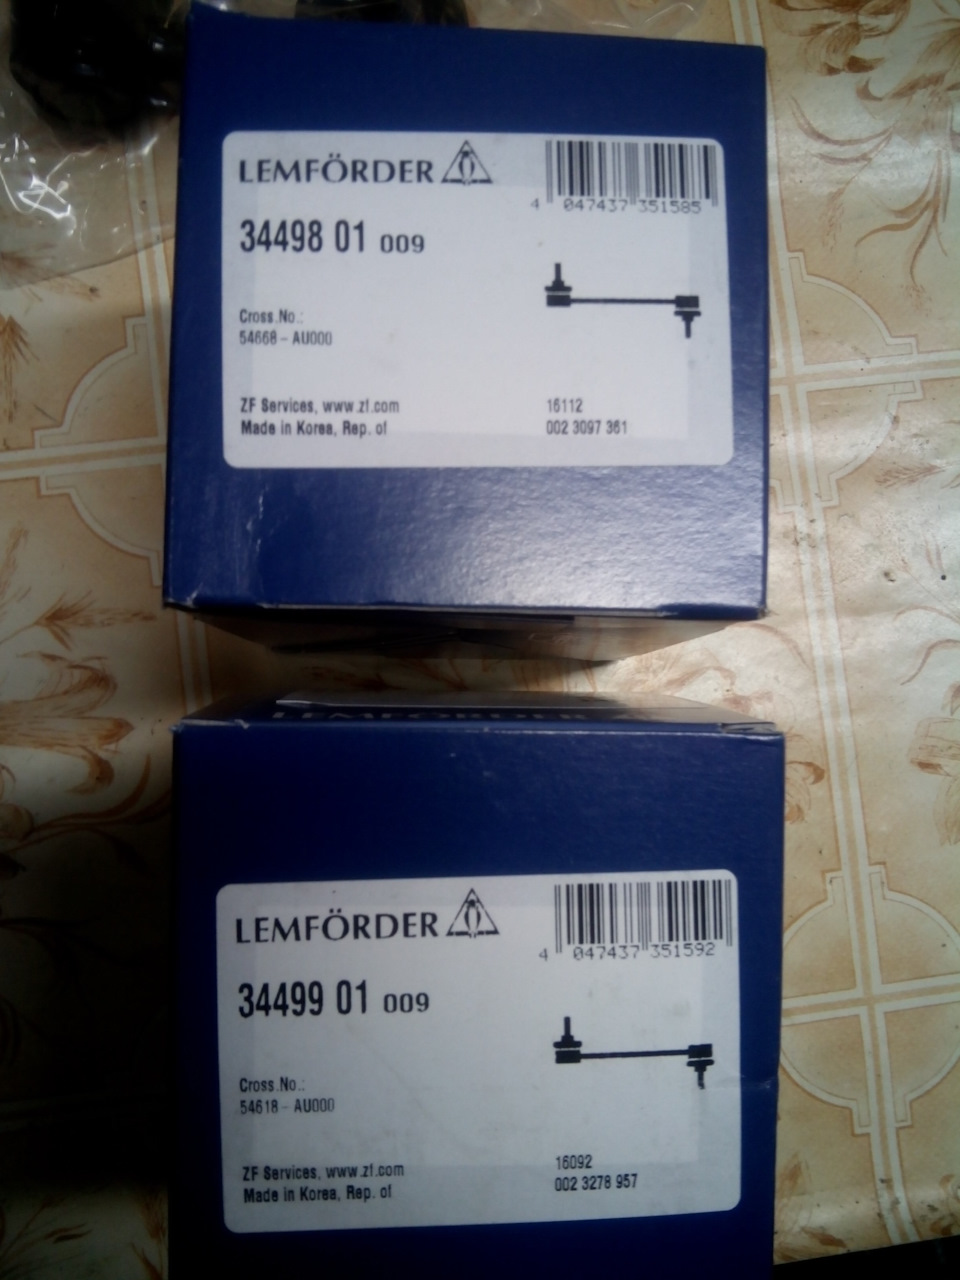 LEMFÖRDER
4 047437 351585
34498 01 009
Cross.No.:
54668 - AU000
ZF Services, www.zf.com
Made in Korea, Rep. of
16112
002 3097 361
LEMFÖRDER
LEMFÖRDER
4 047437 351592
34499 01 009
Cross.No.:
54618 - AU000
ZF Services, www.zf.com
Made in Korea, Rep. of
16092
002 3278 957